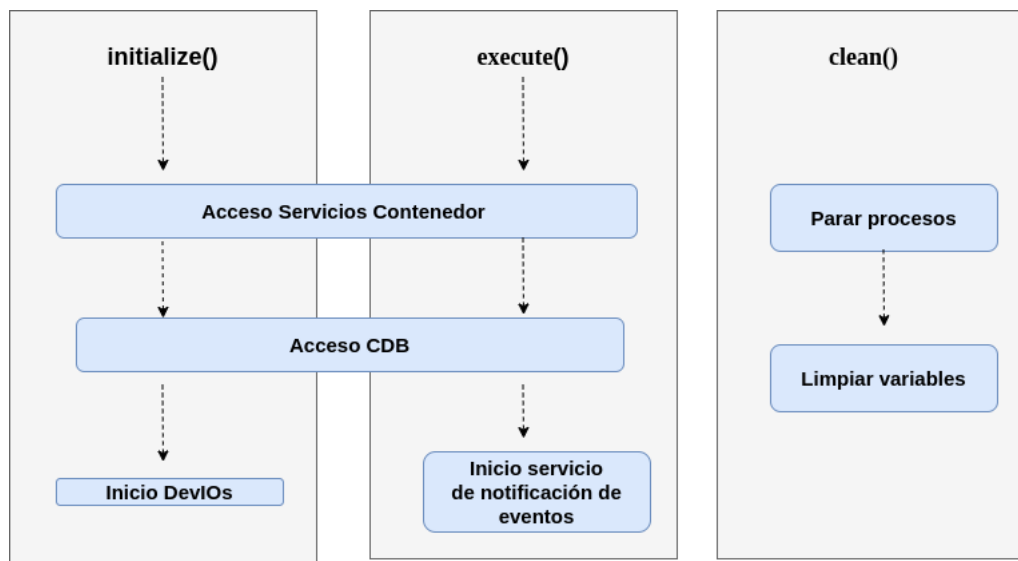 initialize()
execute()
clean()
Acceso Servicios Contenedor
Parar procesos
Acceso CDB
Limpiar variables
Inicio DevIOs
Inicio servicio
de notificación de
eventos